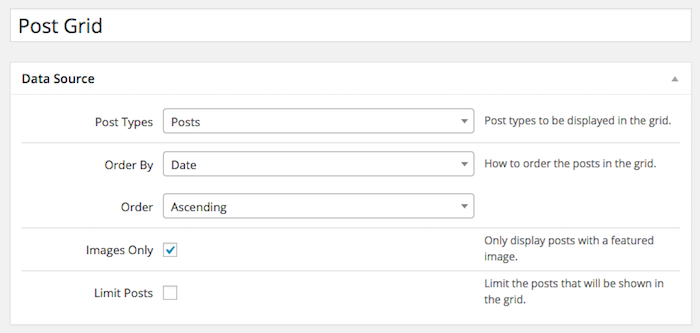 Post Grid
Data Source
Post Types Posts Post types to be displayed in the grid.
Order By Date How to order the posts in the grid.
Order Ascending
Images Only Only display posts with a featured
image.
Limit Posts Limit the posts that will be shown in
the grid.